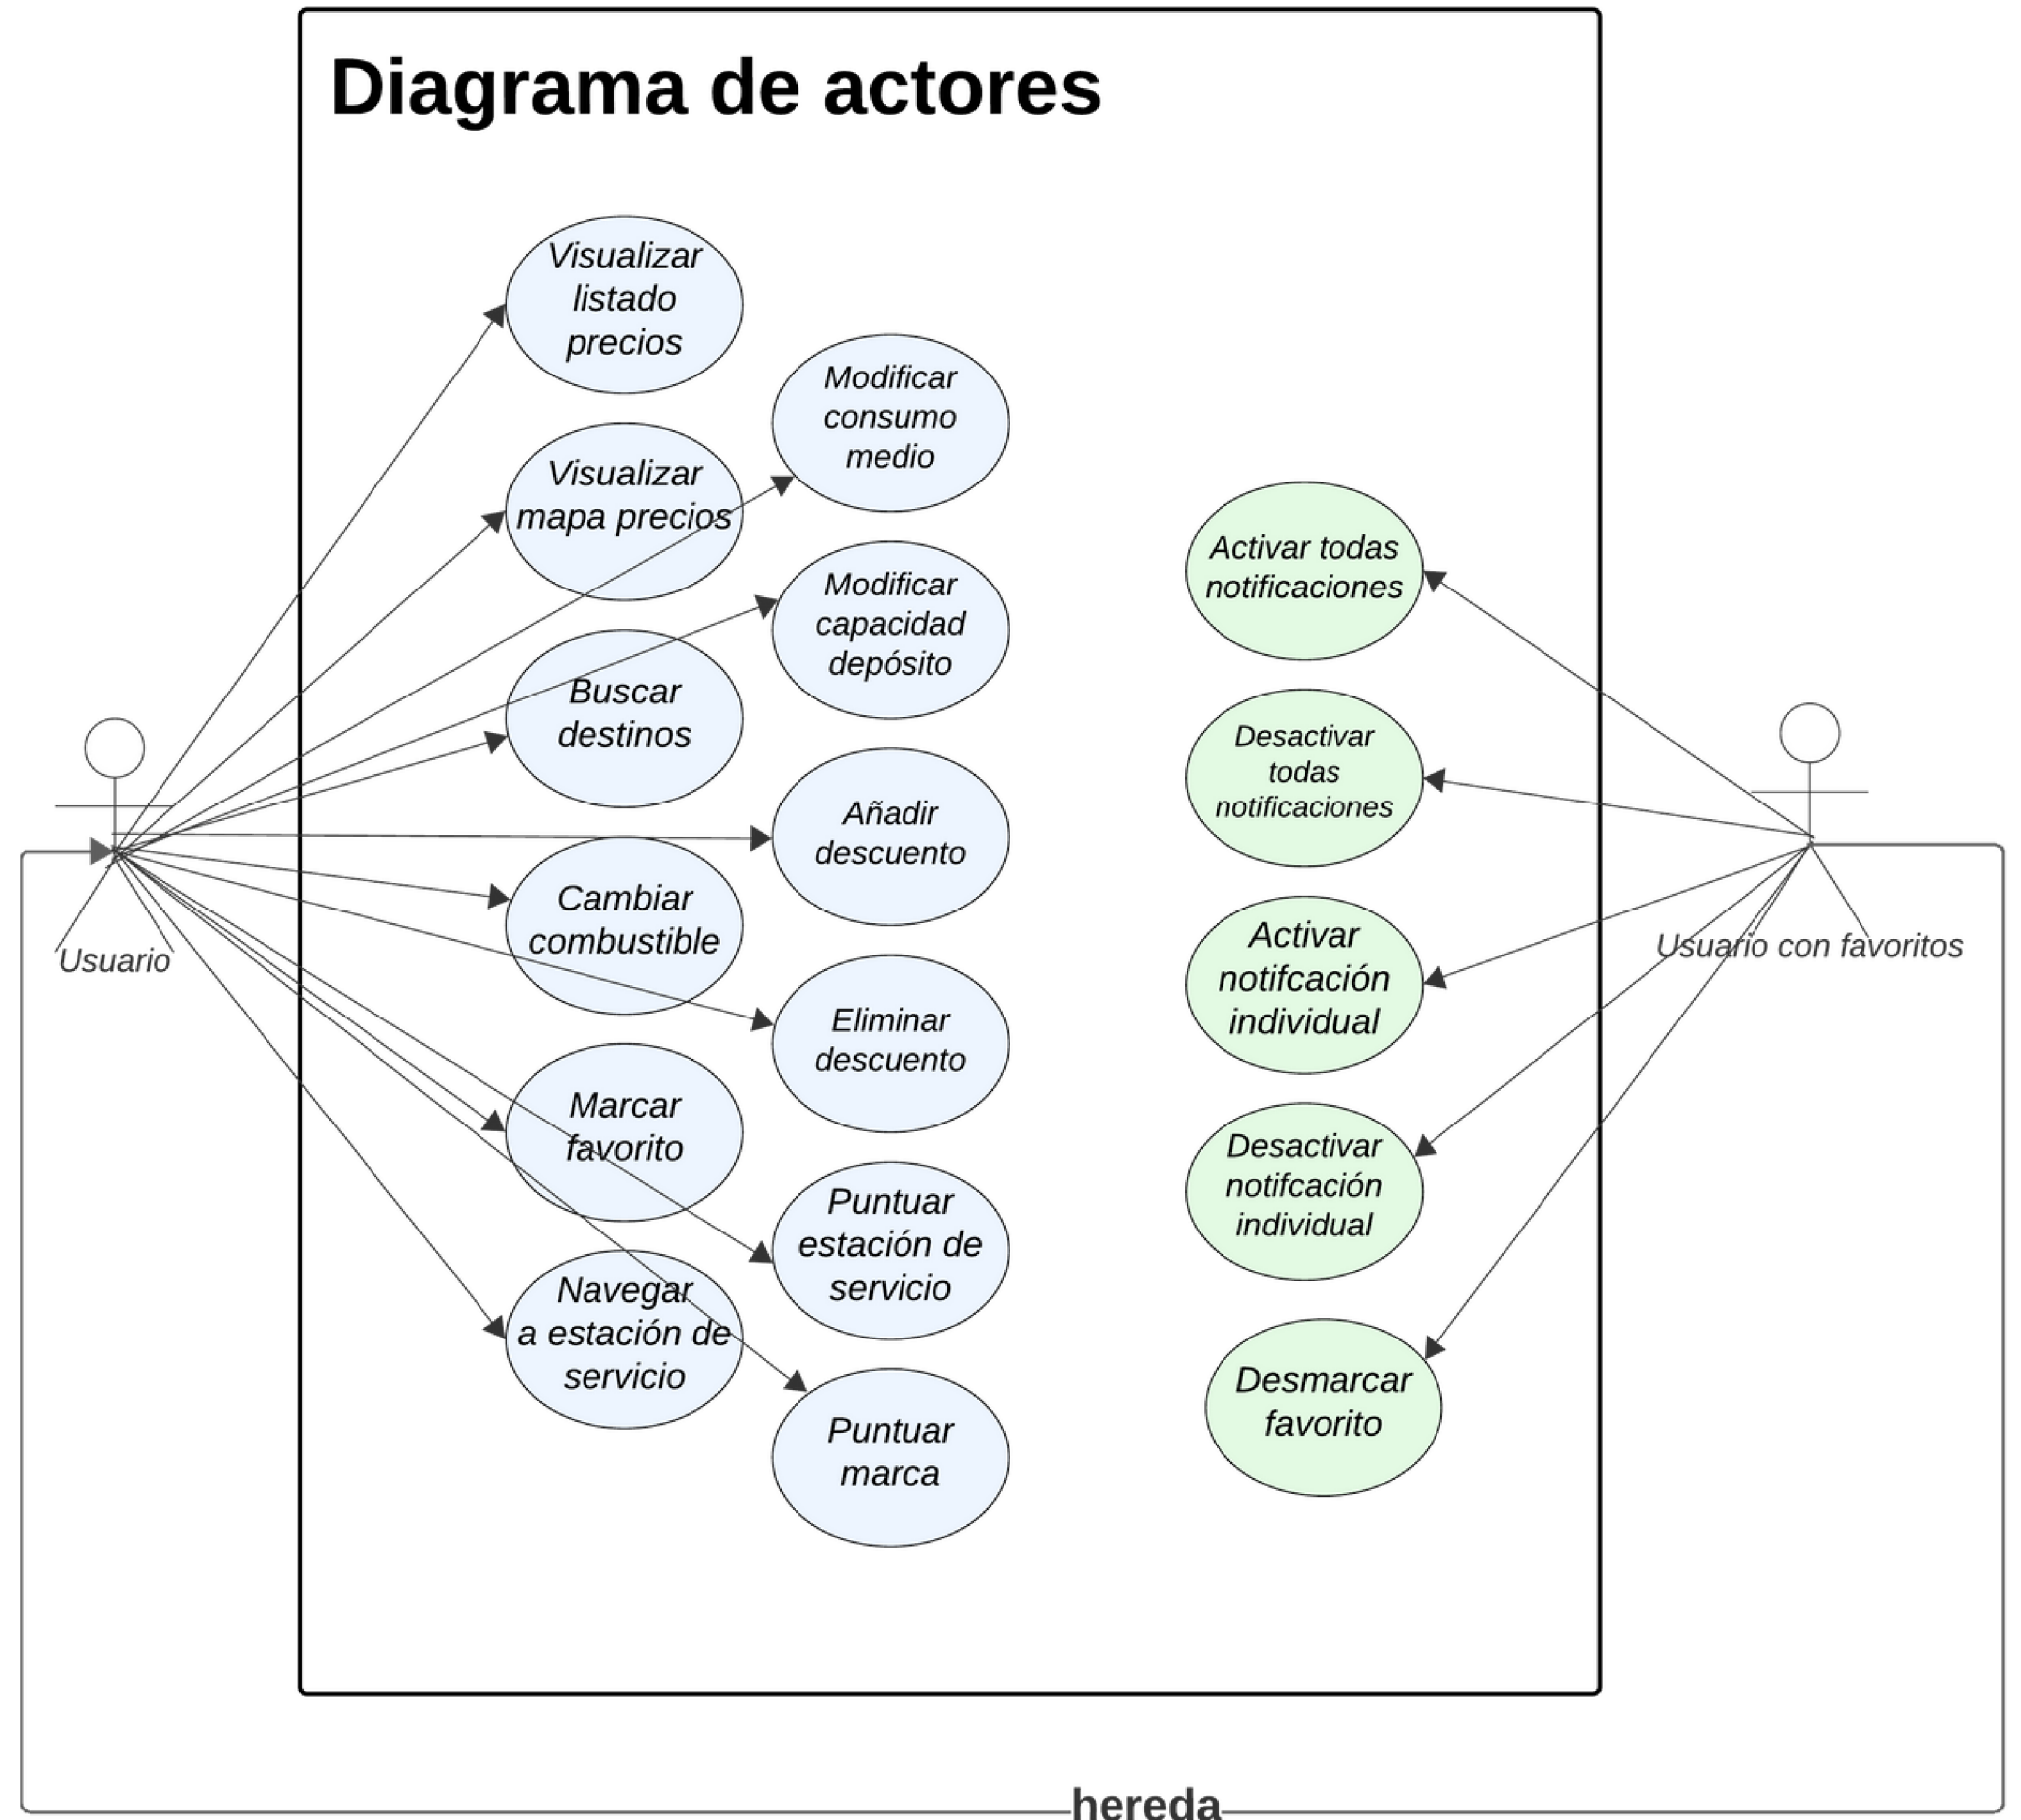 Diagrama de actores
Visualizar
listado
precios
Visualizar
mapa precios
Buscar
destinos
Cambiar
combustible
Marcar
favorito
Navegar
a estación de
servicio
Modificar
consumo
medio
Modificar
capacidad
depósito
Añadir
descuento
Eliminar
descuento
Puntuar
estación de
servicio
Puntuar
marca
Activar todas
notificaciones
Desactivar
todas
notificaciones
Activar
notifcación
individual
Desactivar
notifcación
individual
Desmarcar
favorito
Usuario
Usuario con favoritos
hereda